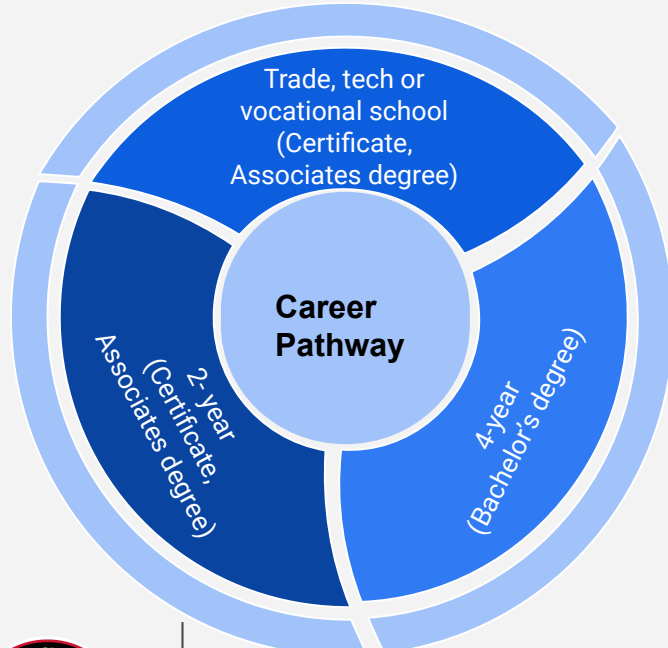 Trade, tech or
vocational school
(Certificate,
Associates degree)
Career
Pathway
2- year
(Certificate,
Associates degree)
4-year
(Bachelor's degree)